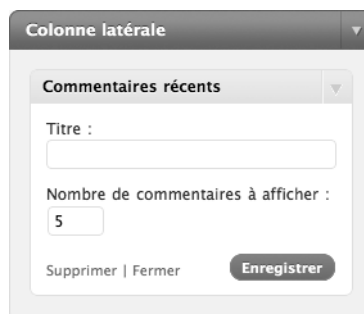 Colonne latérale
Commentaires récents
Titre :
Nombre de commentaires à afficher :
5
Supprimer | Fermer
Enregistrer